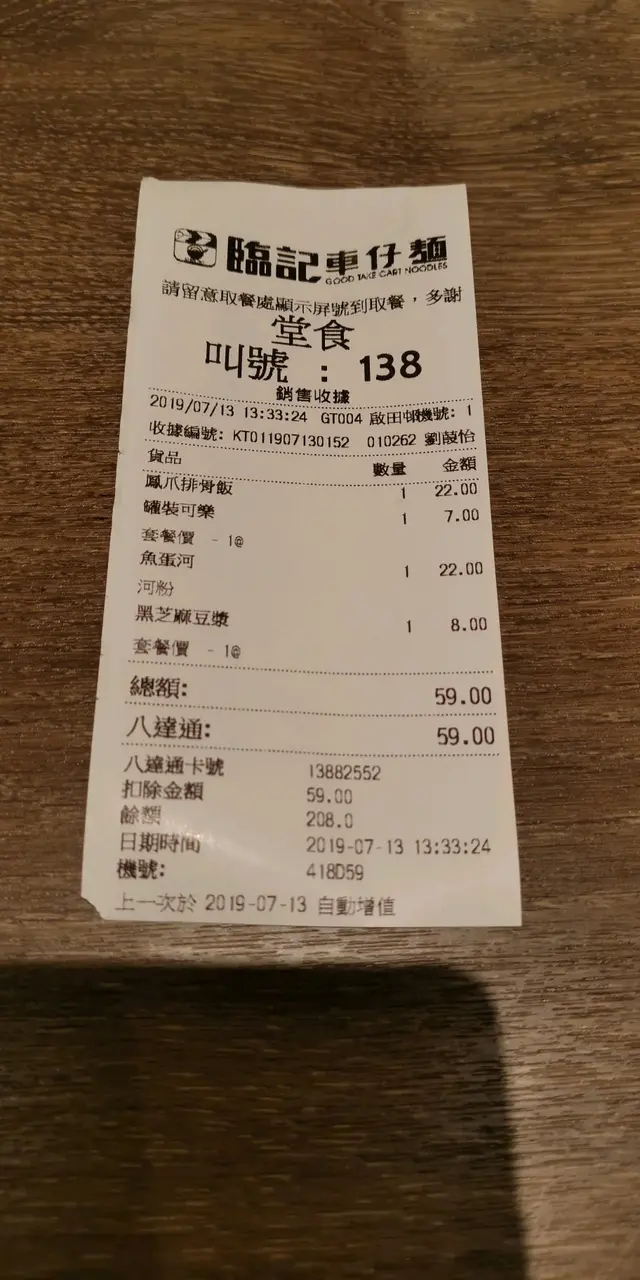 臨記車仔麵
GOOD TAKE CART NOODLES
請留意取餐處顯示屏號到取餐，多謝
堂食
叫號 : 138
銷售收據
2019/07/13 13:33:24 GT004 啟田邨機號: 1
收據編號: KT011907130152 010262 劉鼓怡
貨品 數量 金額
鳳爪排骨飯 1 22.00
罐裝可樂 1 7.00
套餐價 - 1@
魚蛋河 1 22.00
河粉
黑芝麻豆漿 1 8.00
套餐價 - 1@
總額: 59.00
八達通: 59.00
八達通卡號 13882552
扣除金額 59.00
餘額 208.0
日期時間 2019-07-13 13:33:24
機號: 418D59
上一次於 2019-07-13 自動增值